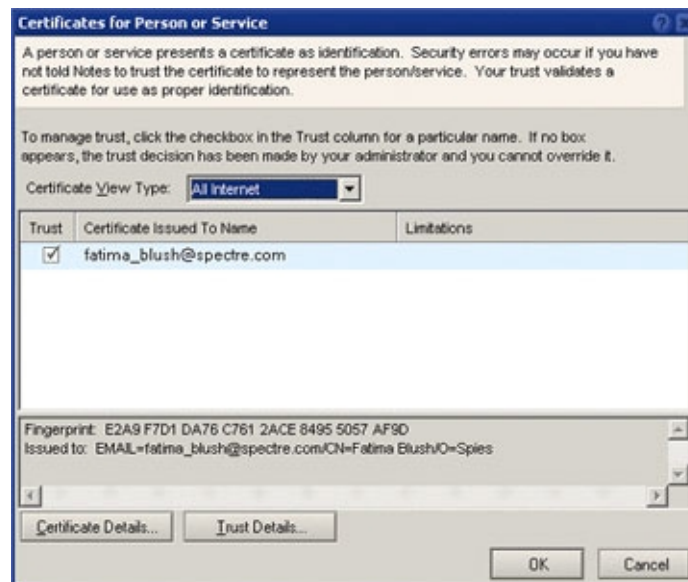 Certificates for Person or Service
A person or service presents a certificate as identification. Security errors may occur if you have
not told Notes to trust the certificate to represent the person/service. Your trust validates a
certificate for use as proper identification.
To manage trust, click the checkbox in the Trust column for a particular name. If no box
appears, the trust decision has been made by your administrator and you cannot override it.
Certificate View Type: All Internet
Trust Certificate Issued To Name Limitations
fatima_blush@spectre.com
Fingerprint: E2A9 F7D1 DA76 C761 2ACE 8495 5057 AF9D
Issued to: EMAIL=fatima_blush@spectre.com/CN=Fatima Blush/O=Spies
Certificate Details... Trust Details...
OK Cancel